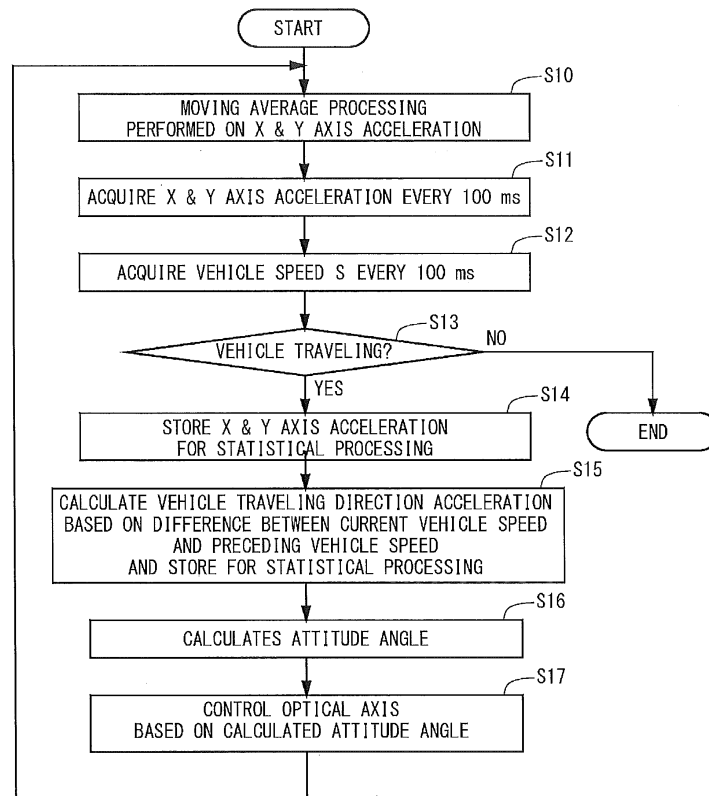 START
S10
MOVING AVERAGE PROCESSING
PERFORMED ON X & Y AXIS ACCELERATION
S11
ACQUIRE X & Y AXIS ACCELERATION EVERY 100 ms
S12
ACQUIRE VEHICLE SPEED S EVERY 100 ms
S13
VEHICLE TRAVELING?
NO
YES
S14
STORE X & Y AXIS ACCELERATION
FOR STATISTICAL PROCESSING
END
S15
CALCULATE VEHICLE TRAVELING DIRECTION ACCELERATION
BASED ON DIFFERENCE BETWEEN CURRENT VEHICLE SPEED
AND PRECEDING VEHICLE SPEED
AND STORE FOR STATISTICAL PROCESSING
S16
CALCULATES ATTITUDE ANGLE
S17
CONTROL OPTICAL AXIS
BASED ON CALCULATED ATTITUDE ANGLE